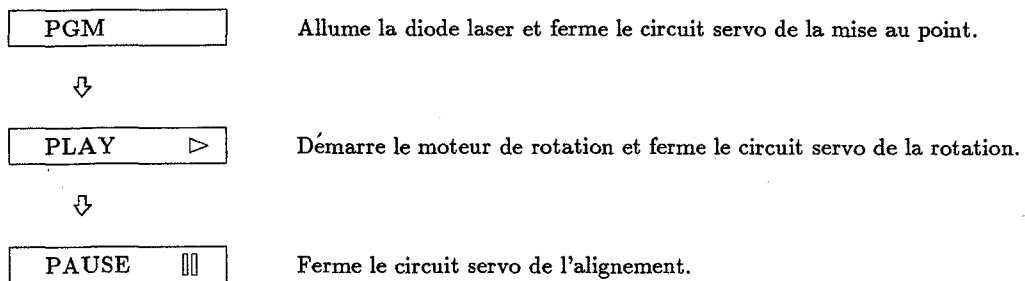 PGM Allume la diode laser et ferme le circuit servo de la mise au point.
PLAY ▷ Démarre le moteur de rotation et ferme le circuit servo de la rotation.
PAUSE Ferme le circuit servo de l'alignement.